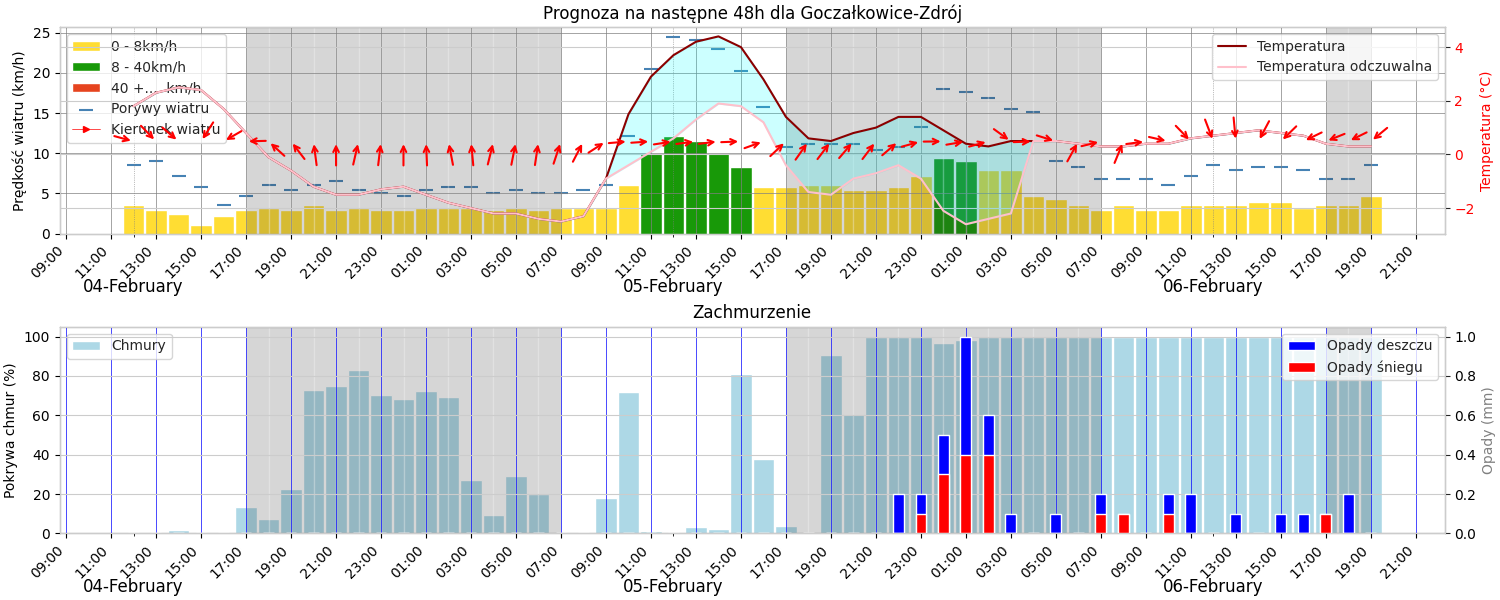 Prognoza na następne 48h dla Goczałkowice-Zdrój
Prędkość wiatru (km/h)
25
20
15
10
5
0
0 - 8km/h
8 - 40km/h
40 +.... km/h
Porywy wiatru
Kierunek wiatru
Temperatura
Temperatura odczuwalna
4
2
0
−2
Temperatura (°C)
09:00 11:00 13:00 15:00 17:00 19:00 21:00 23:00 01:00 03:00 05:00 07:00 09:00 11:00 13:00 15:00 17:00 19:00 21:00 23:00 01:00 03:00 05:00 07:00 09:00 11:00 13:00 15:00 17:00 19:00 21:00
04-February 05-February 06-February
Zachmurzenie
Pokrywa chmur (%)
100
80
60
40
20
0
Chmury
Opady deszczu
Opady śniegu
1.0
0.8
0.6
0.4
0.2
0.0
Opady (mm)
09:00 11:00 13:00 15:00 17:00 19:00 21:00 23:00 01:00 03:00 05:00 07:00 09:00 11:00 13:00 15:00 17:00 19:00 21:00 23:00 01:00 03:00 05:00 07:00 09:00 11:00 13:00 15:00 17:00 19:00 21:00
04-February 05-February 06-February